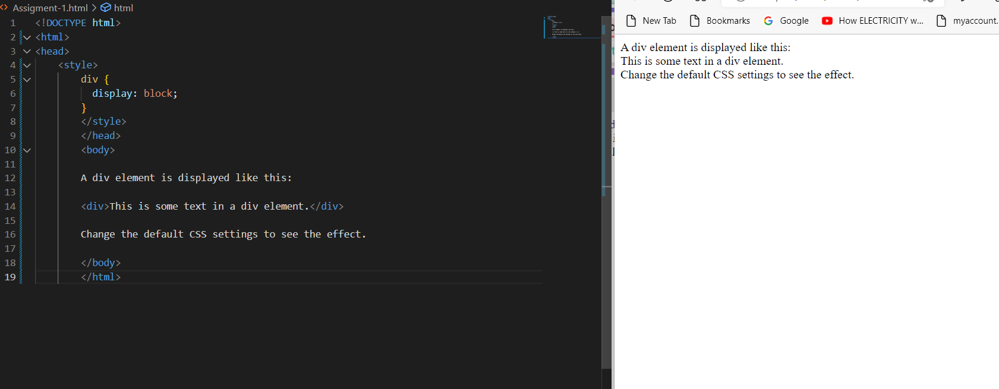 Assigment-1.html > html
1 <!DOCTYPE html>
2 <html>
3 <head>
4 <style>
5 div {
6 display: block;
7 }
8 </style>
9 </head>
10 <body>
11
12 A div element is displayed like this:
13
14 <div>This is some text in a div element.</div>
15
16 Change the default CSS settings to see the effect.
17
18 </body>
19 </html>
New Tab Bookmarks Google How ELECTRICITY w... myaccount.
A div element is displayed like this:
This is some text in a div element.
Change the default CSS settings to see the effect.